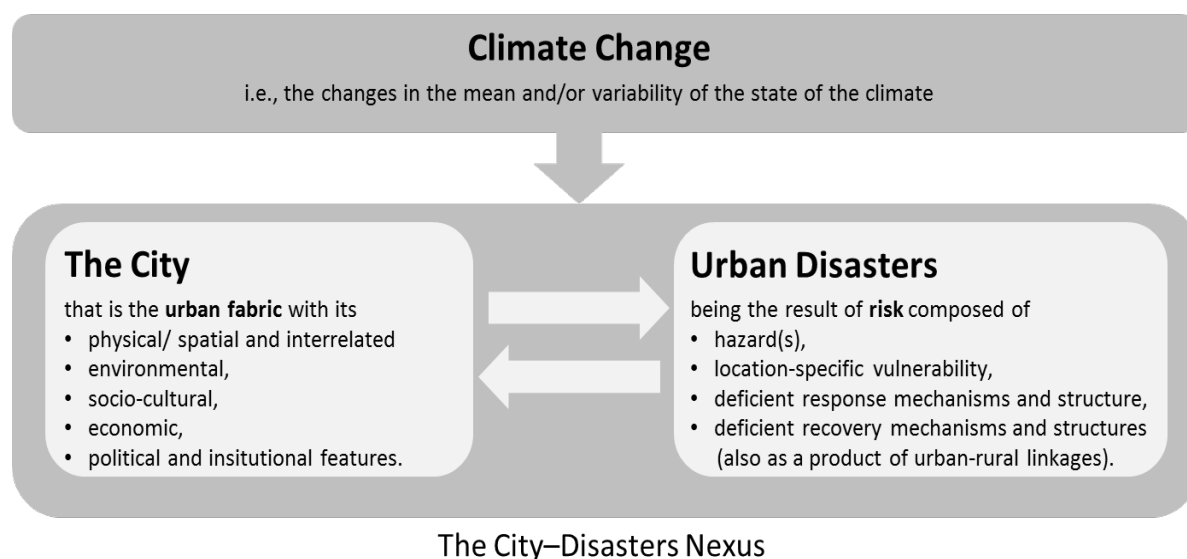 Climate Change
i.e., the changes in the mean and/or variability of the state of the climate
The City
that is the urban fabric with its
• physical/ spatial and interrelated
• environmental,
• socio-cultural,
• economic,
• political and insitutional features.
Urban Disasters
being the result of risk composed of
• hazard(s),
• location-specific vulnerability,
• deficient response mechanisms and structure,
• deficient recovery mechanisms and structures
(also as a product of urban-rural linkages).
The City–Disasters Nexus